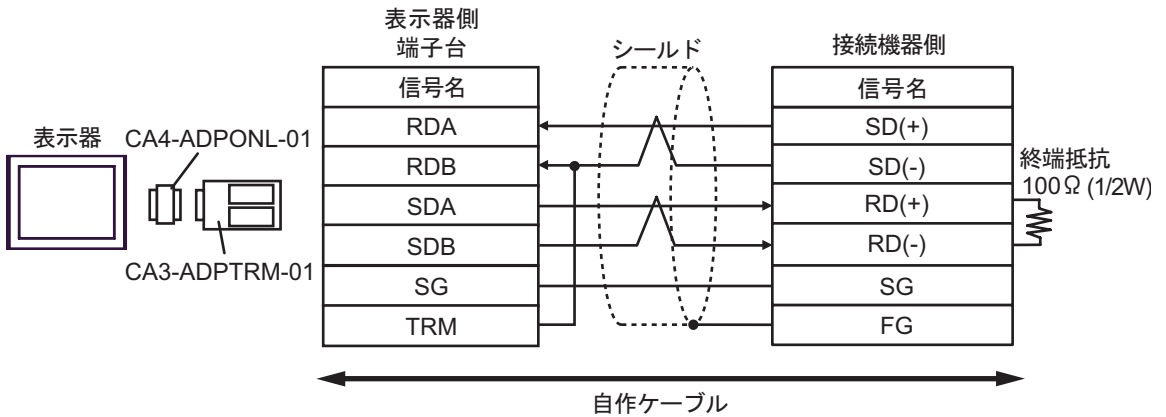 表示器側
端子台
シールド
接続機器側
信号名
信号名
RDA
SD(+)
表示器
CA4-ADPONL-01
RDB
SD(-)
終端抵抗
100Ω (1/2W)
SDA
RD(+)
SDB
RD(-)
CA3-ADPTRM-01
SG
SG
TRM
FG
自作ケーブル